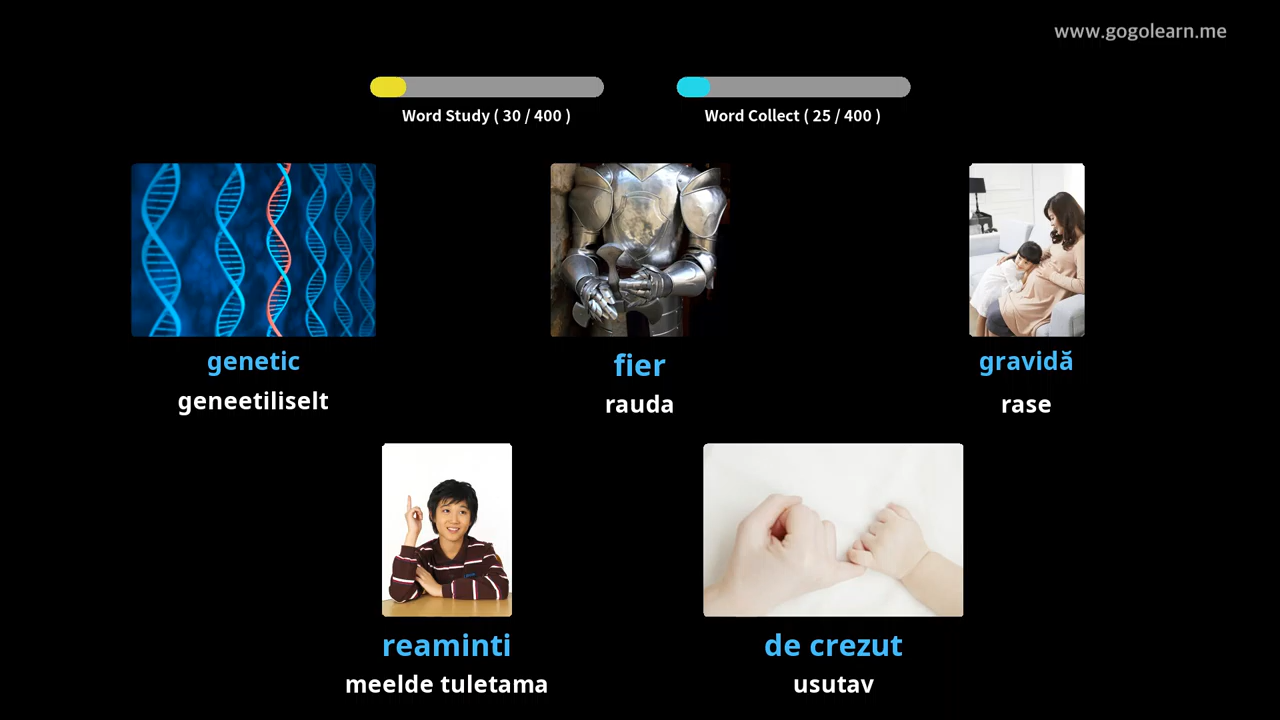 www.gogolearn.me
Word Study ( 30 / 400 )
Word Collect ( 25 / 400 )
genetic
geneetiliselt
fier
rauda
gravidă
rase
reaminti
meelde tuletama
de crezut
usutav